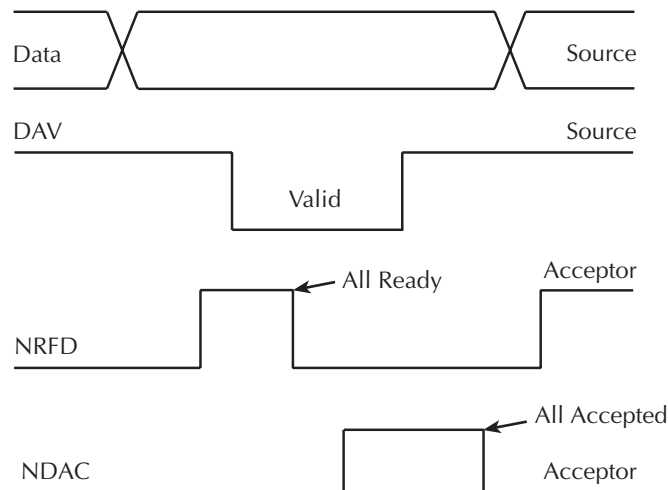 Data Source
DAV Source
Valid
All Ready
Acceptor
NRFD
All Accepted
NDAC Acceptor